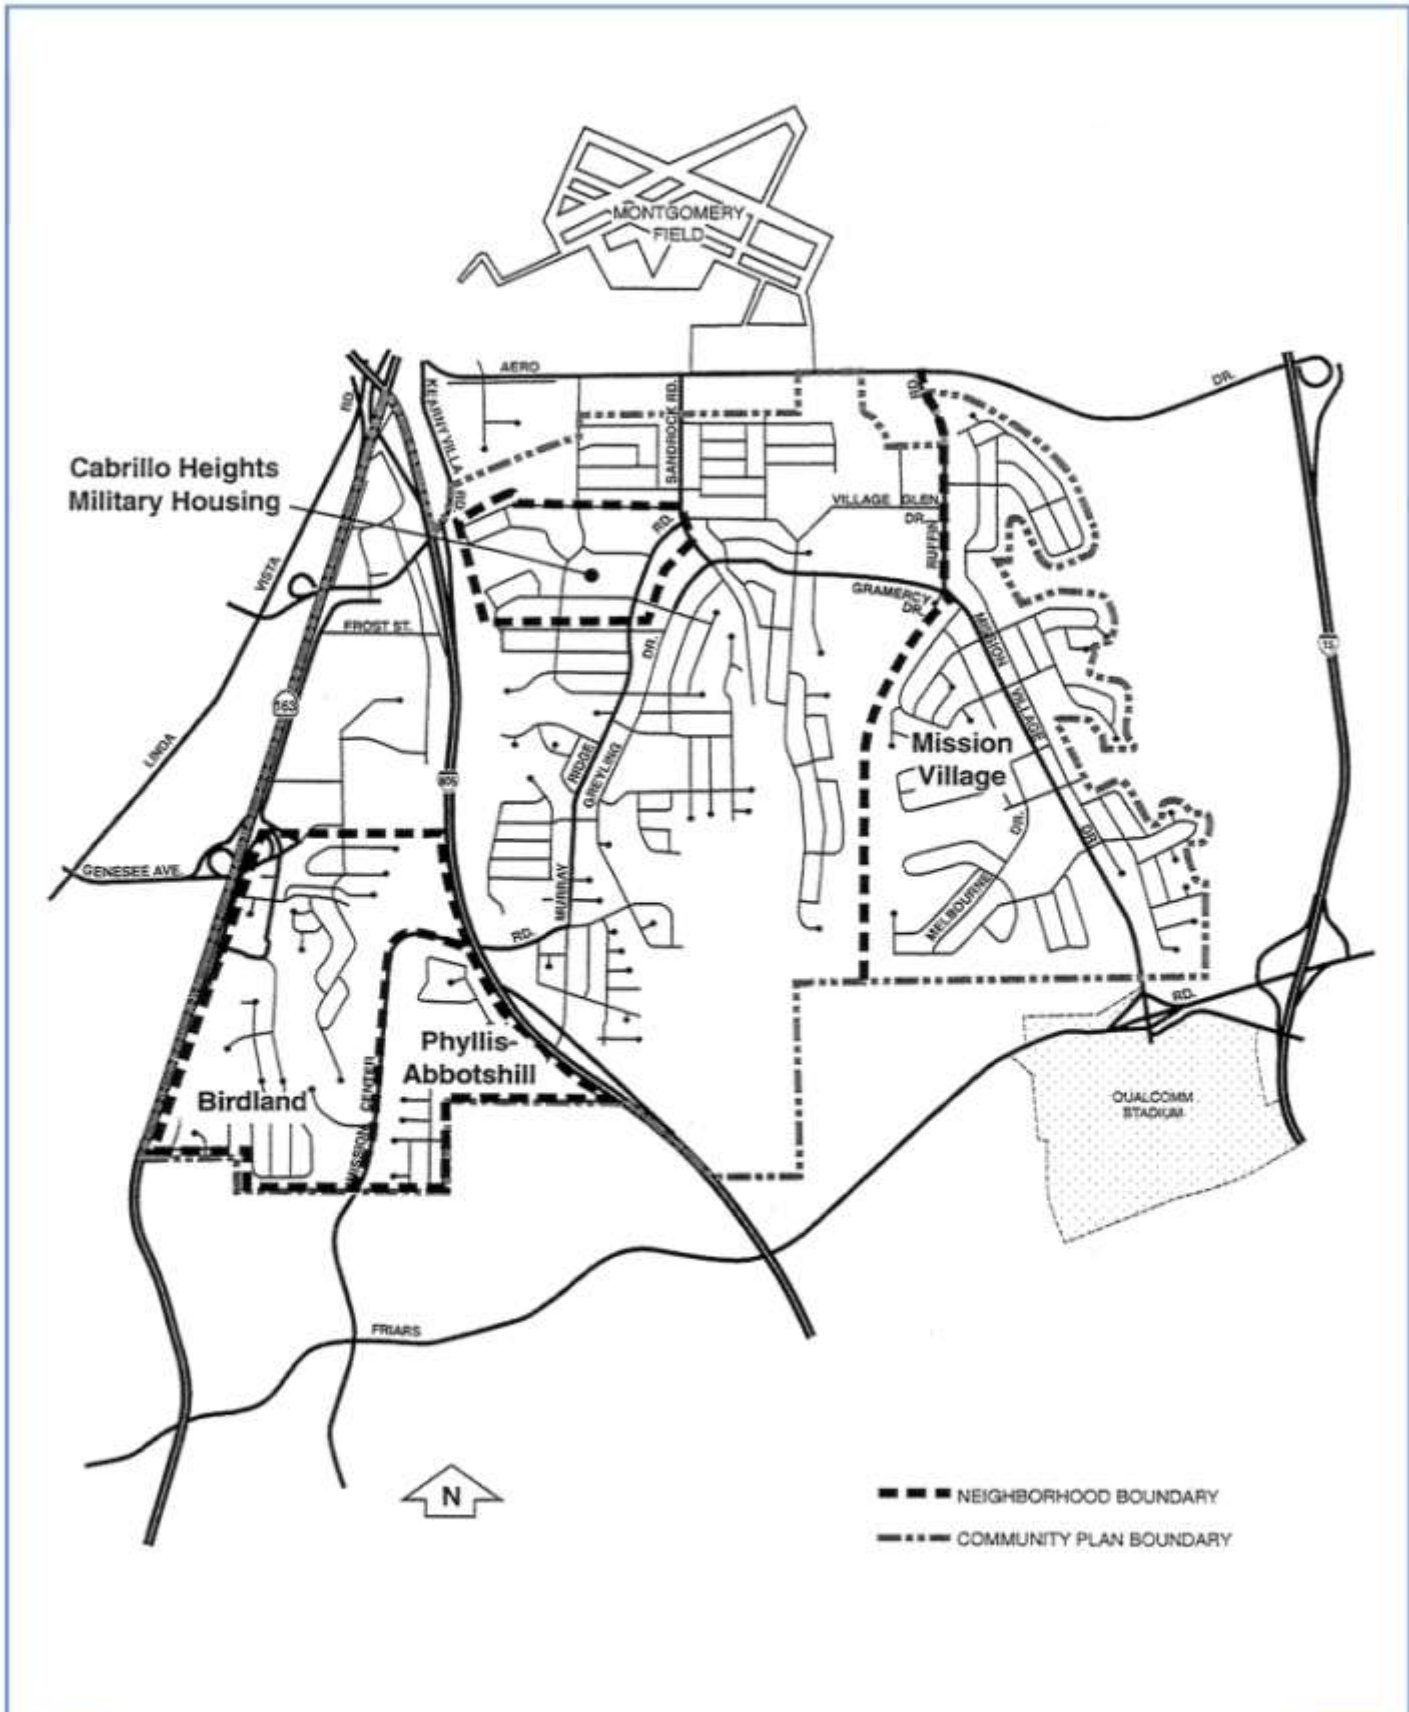 MONTGOMERY
FIELD
AERO
DR.
RD.
KEARNY VILLA
RD.
SANDROCK RD.
DR.
Cabrillo Heights
Military Housing
VILLAGE GLEN
DR.
RUFFIN
RD.
VISTA
GRAMERCY
DR.
FROST ST.
DR.
MISSION
15
163
VILLAGE
LINDA
Mission
Village
RIDGE
GREYLING
805
DR.
DR.
GENESEE AVE.
MURRAY
MELBOURNE
RD.
RD.
Phyllis-
Abbotshill
Birdland
CENTER
MISSION
QUALCOMM
STADIUM
FRIARS
N
NEIGHBORHOOD BOUNDARY
COMMUNITY PLAN BOUNDARY